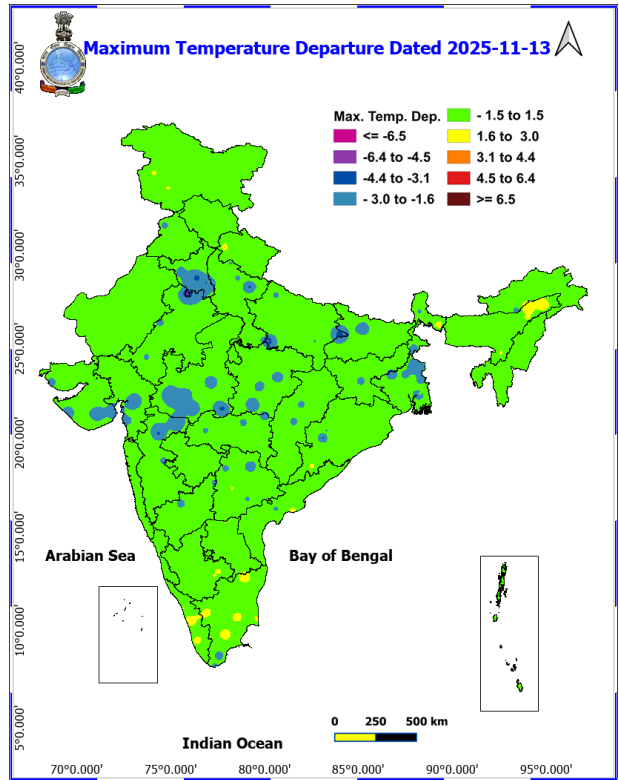 Maximum Temperature Departure Dated 2025-11-13
Max. Temp. Dep.
<= -6.5
-6.4 to -4.5
-4.4 to -3.1
- 3.0 to -1.6
- 1.5 to 1.5
1.6 to 3.0
3.1 to 4.4
4.5 to 6.4
>= 6.5
40°0.000'
35°0.000'
30°0.000'
25°0.000'
20°0.000'
15°0.000'
10°0.000'
5°0.000'
Arabian Sea
Bay of Bengal
Indian Ocean
0 250 500 km
70°0.000' 75°0.000' 80°0.000' 85°0.000' 90°0.000' 95°0.000'